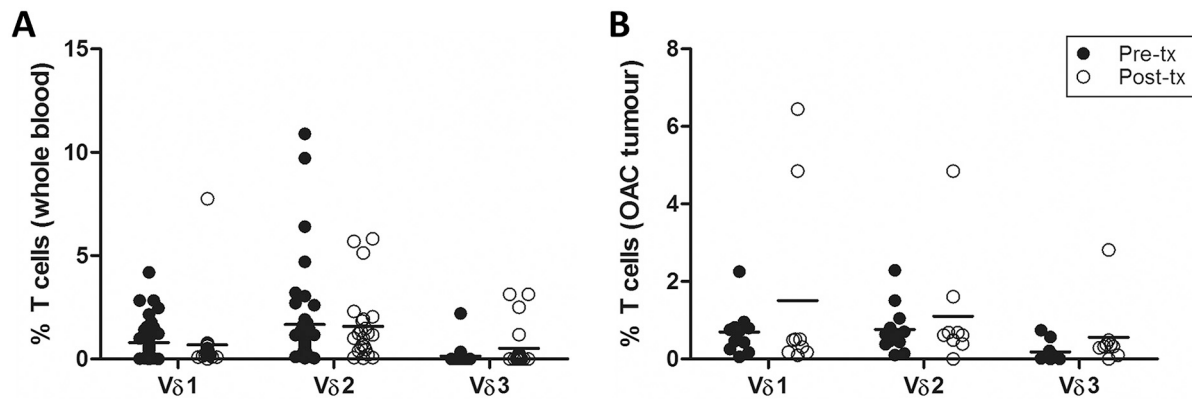 A
% T cells (whole blood)
15
10
5
0
Vδ1 Vδ2 Vδ3
B
% T cells (OAC tumour)
8
6
4
2
0
Vδ1 Vδ2 Vδ3
Pre-tx
Post-tx